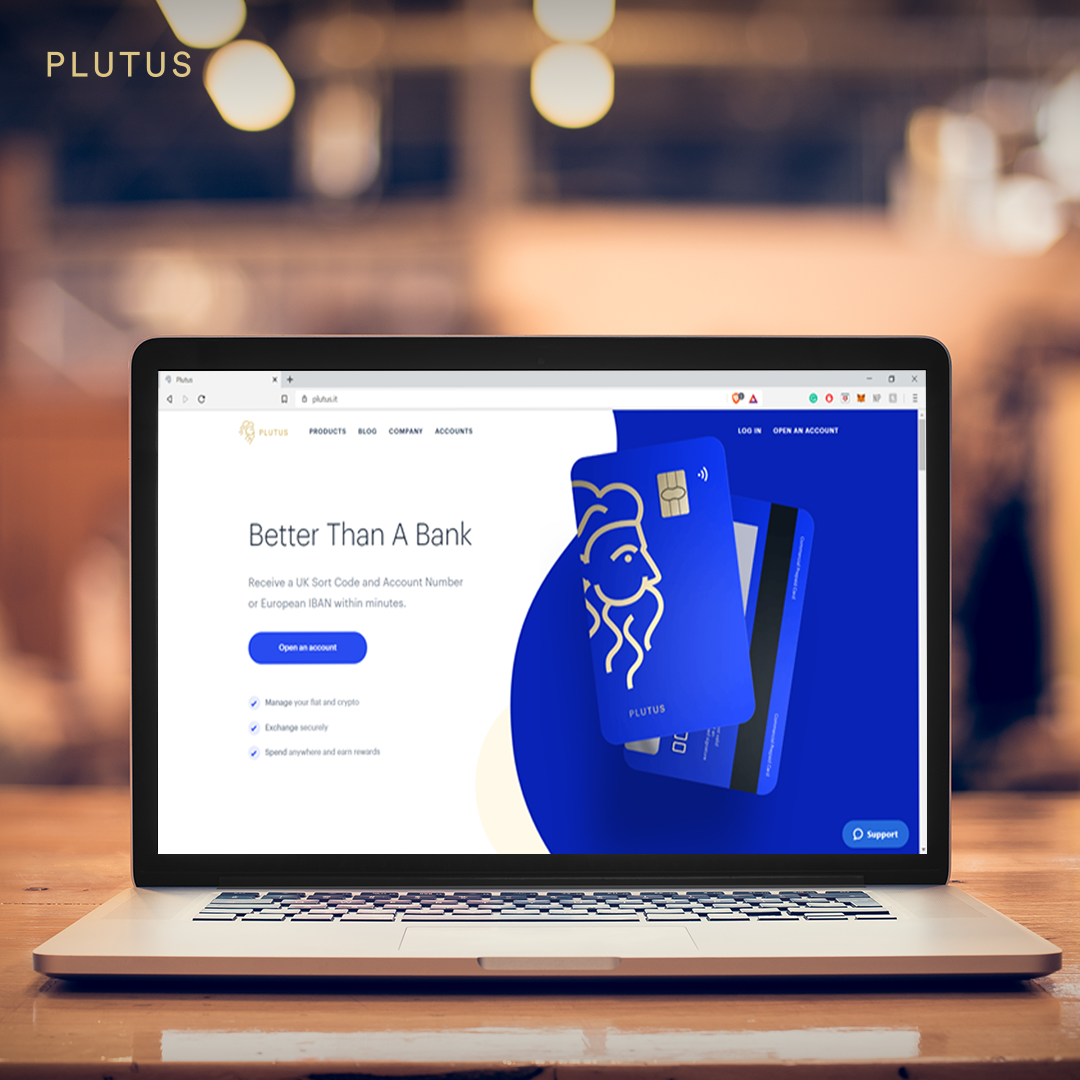 PLUTUS
Plutus
plutus.it
PLUTUS
PRODUCTS BLOG COMPANY ACCOUNTS
LOG IN OPEN AN ACCOUNT
Better Than A Bank
Receive a UK Sort Code and Account Number
or European IBAN within minutes.
Open an account
Manage your fiat and crypto
Exchange securely
Spend anywhere and earn rewards
PLUTUS
Support